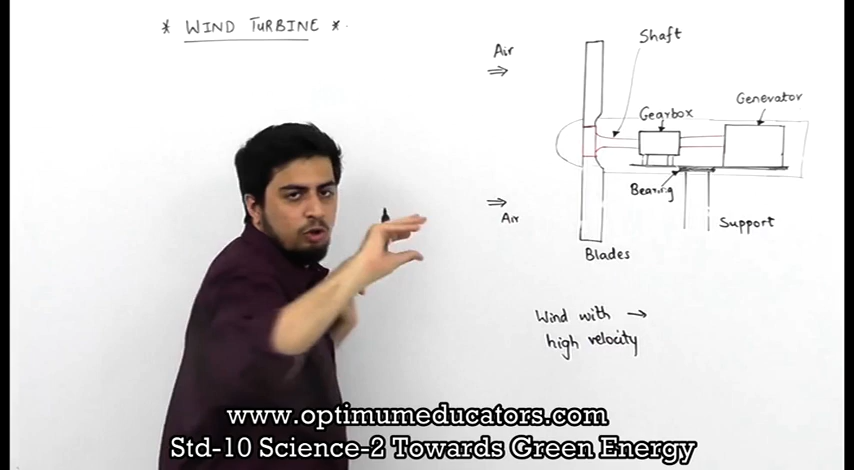 * WIND TURBINE *.
Air
Shaft
Gearbox
Generator
Bearing
Air
Support
Blades
Wind with →
high velocity
www.optimumeducators.com
Std-10 Science-2 Towards Green Energy